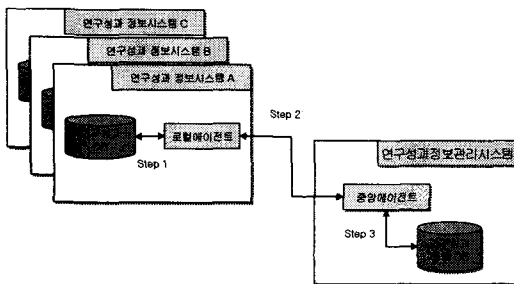 연구성과 정보시스템 C
연구성과 정보시스템 B
연구성과 정보시스템 A
로컬에이전트
Step 1
Step 2
연구성과정보관리시스템
중앙에이전트
Step 3